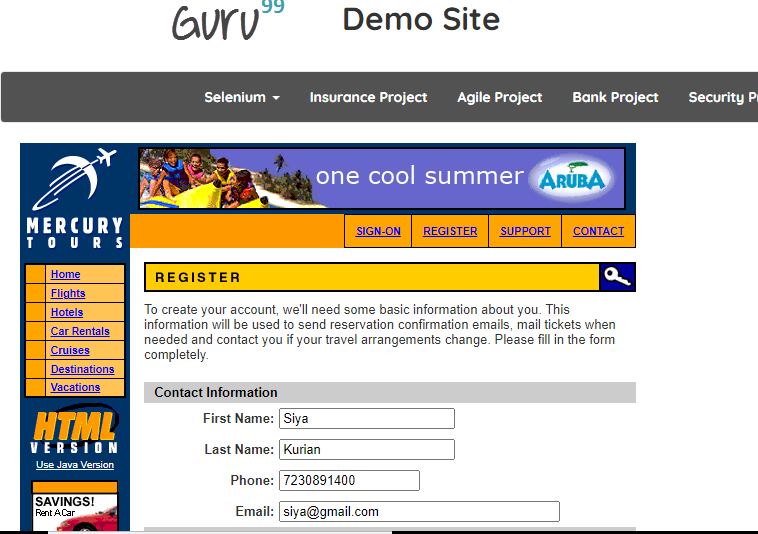 Guru99 Demo Site
Selenium Insurance Project Agile Project Bank Project Security P
MERCURY
TOURS
one cool summer ARUBA
SIGN-ON REGISTER SUPPORT CONTACT
Home
Flights
Hotels
Car Rentals
Cruises
Destinations
Vacations
HTML
VERSION
Use Java Version
SAVINGS!
Rent A Car
REGISTER
To create your account, we'll need some basic information about you. This
information will be used to send reservation confirmation emails, mail tickets when
needed and contact you if your travel arrangements change. Please fill in the form
completely.
Contact Information
First Name: Siya
Last Name: Kurian
Phone: 7230891400
Email: siya@gmail.com